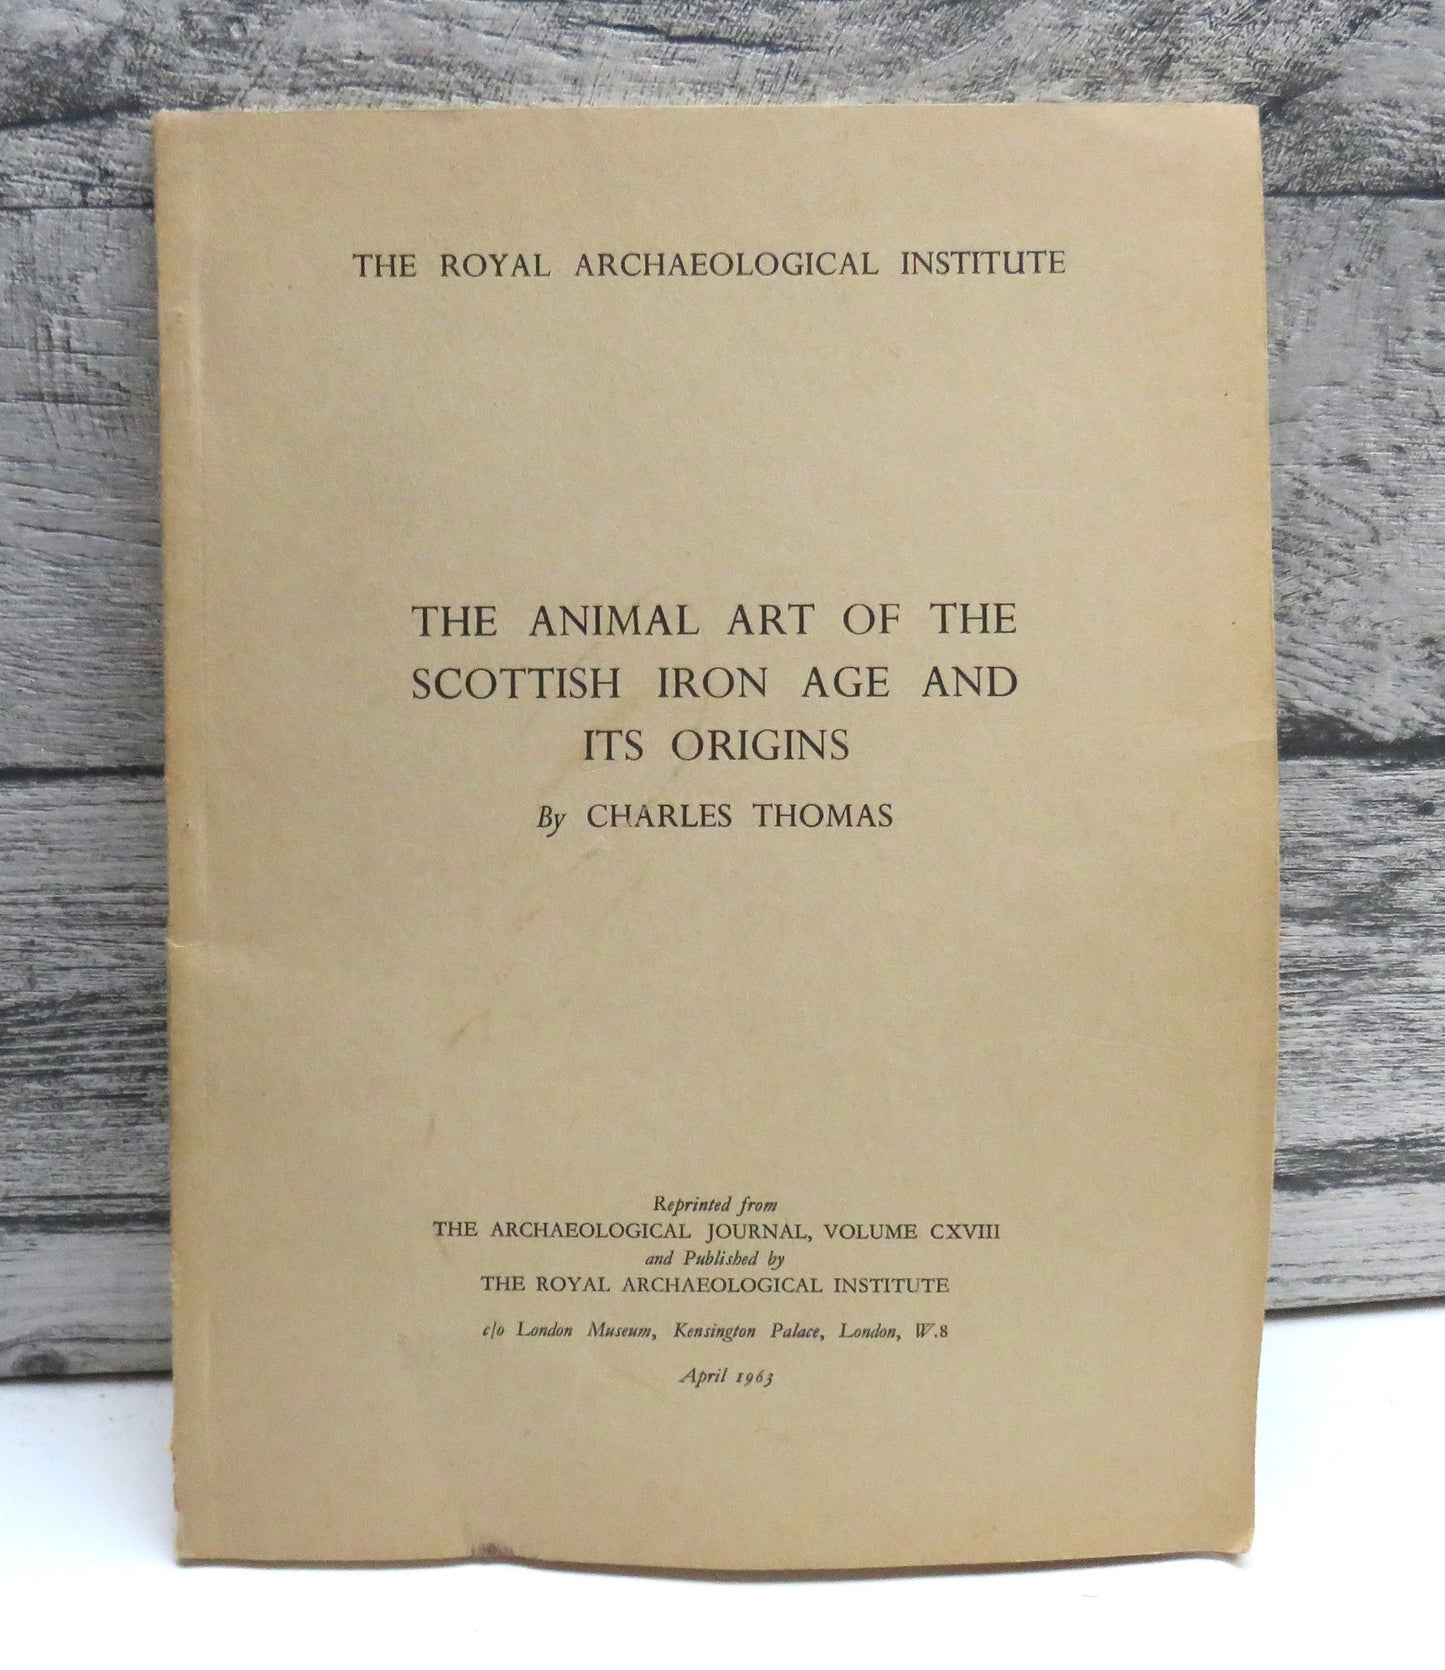 THE ROYAL ARCHAEOLOGICAL INSTITUTE
THE ANIMAL ART OF THE
SCOTTISH IRON AGE AND
ITS ORIGINS
By CHARLES THOMAS
Reprinted from
THE ARCHAEOLOGICAL JOURNAL, VOLUME CXVIII
and Published by
THE ROYAL ARCHAEOLOGICAL INSTITUTE
c/o London Museum, Kensington Palace, London, W.8
April 1963